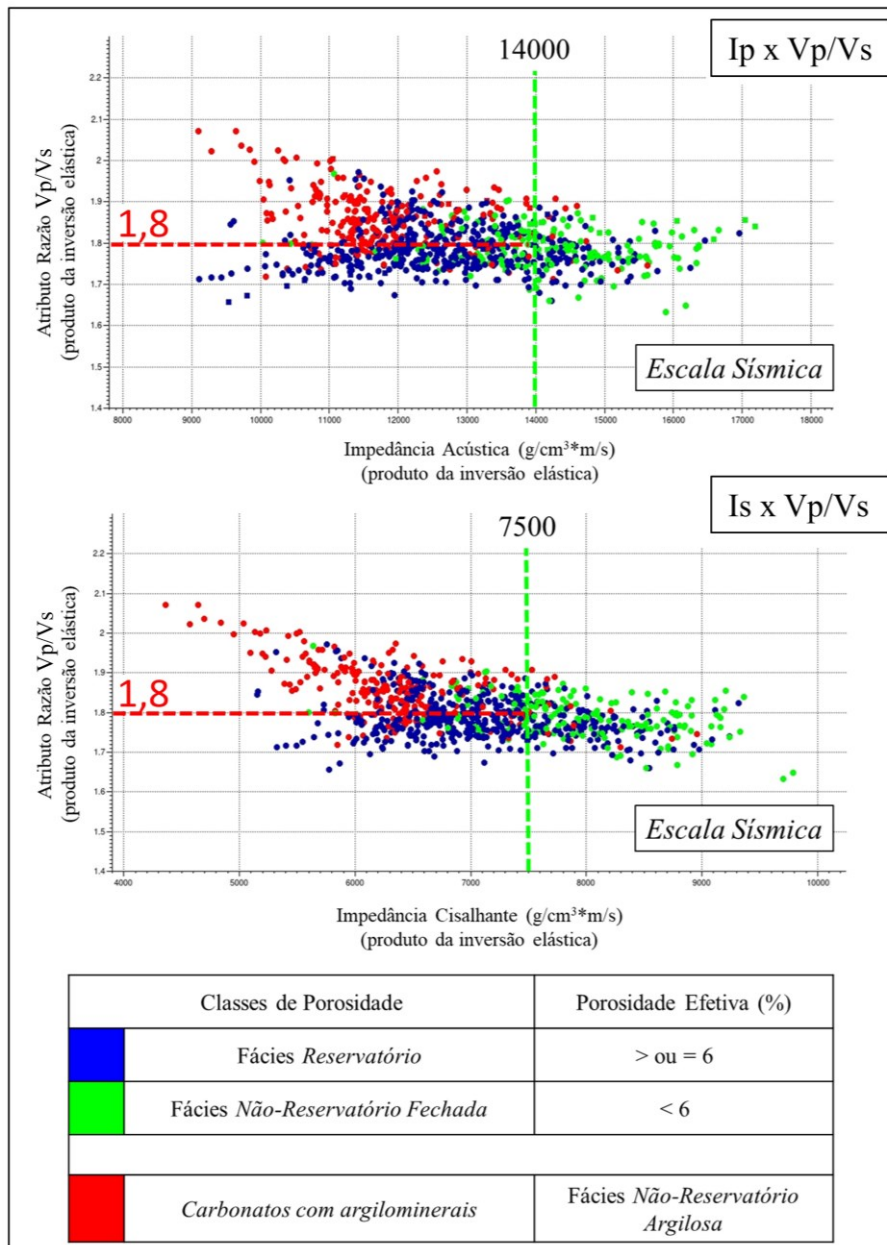 Ip x Vp/Vs
14000
2.2
2.1
2
1.9
1.8
1.7
1.6
1.5
1.4
1,8
Atributo Razão Vp/Vs
(produto da inversão elástica)
Escala Sísmica
8000 9000 10000 11000 12000 13000 14000 15000 16000 17000 18000
Impedância Acústica (g/cm³*m/s)
(produto da inversão elástica)
Is x Vp/Vs
7500
2.2
2.1
2
1.9
1.8
1.7
1.6
1.5
1.4
1,8
Atributo Razão Vp/Vs
(produto da inversão elástica)
Escala Sísmica
4000 5000 6000 7000 8000 9000 10000
Impedância Cisalhante (g/cm³*m/s)
(produto da inversão elástica)
Classes de Porosidade Porosidade Efetiva (%)
Fácies Reservatório > ou = 6
Fácies Não-Reservatório Fechada < 6
Carbonatos com argilominerais Fácies Não-Reservatório
Argilosa